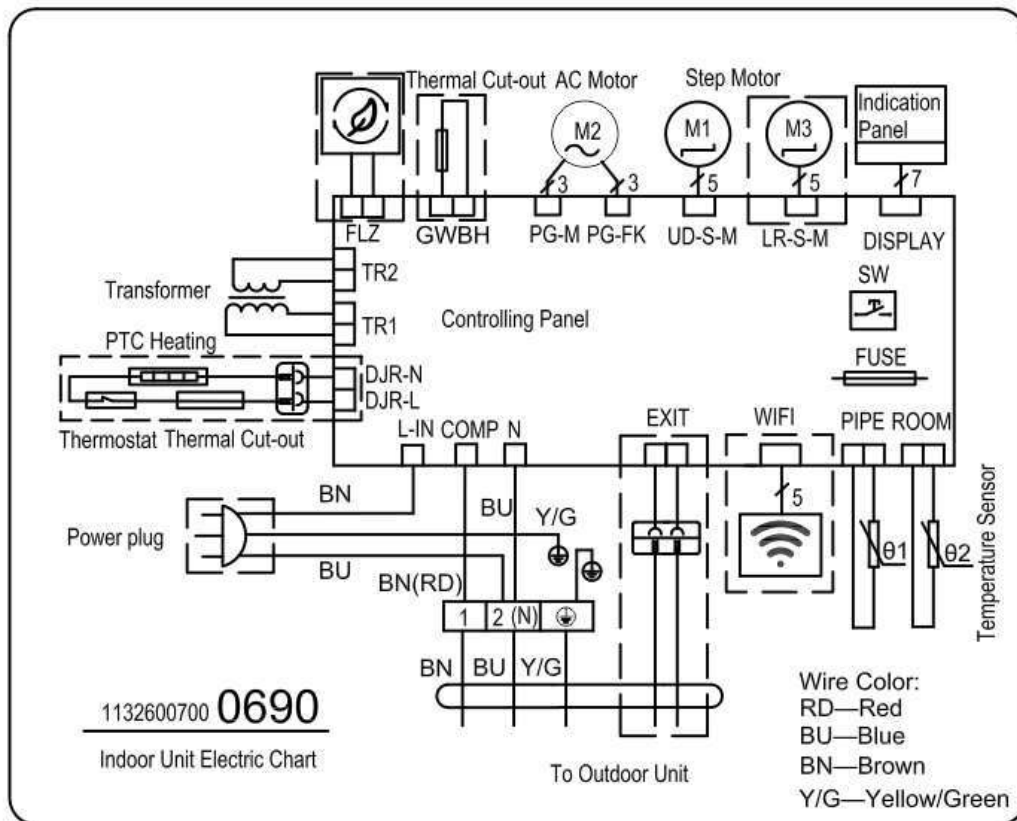 Thermal Cut-out AC Motor
Step Motor
Indication
Panel
M2
M1
M3
3
3
5
5
7
FLZ
GWBH
PG-M PG-FK
UD-S-M
LR-S-M
DISPLAY
TR2
Transformer
TR1
Controlling Panel
SW
PTC Heating
FUSE
DJR-N
DJR-L
Thermostat Thermal Cut-out
L-IN COMP N
EXIT
WIFI
PIPE ROOM
BN
BU
Y/G
5
Power plug
BU
θ1
θ2
Temperature Sensor
BN(RD)
1
2 (N)
BN
BU
Y/G
1132600700 0690
Indoor Unit Electric Chart
To Outdoor Unit
Wire Color:
RD—Red
BU—Blue
BN—Brown
Y/G—Yellow/Green